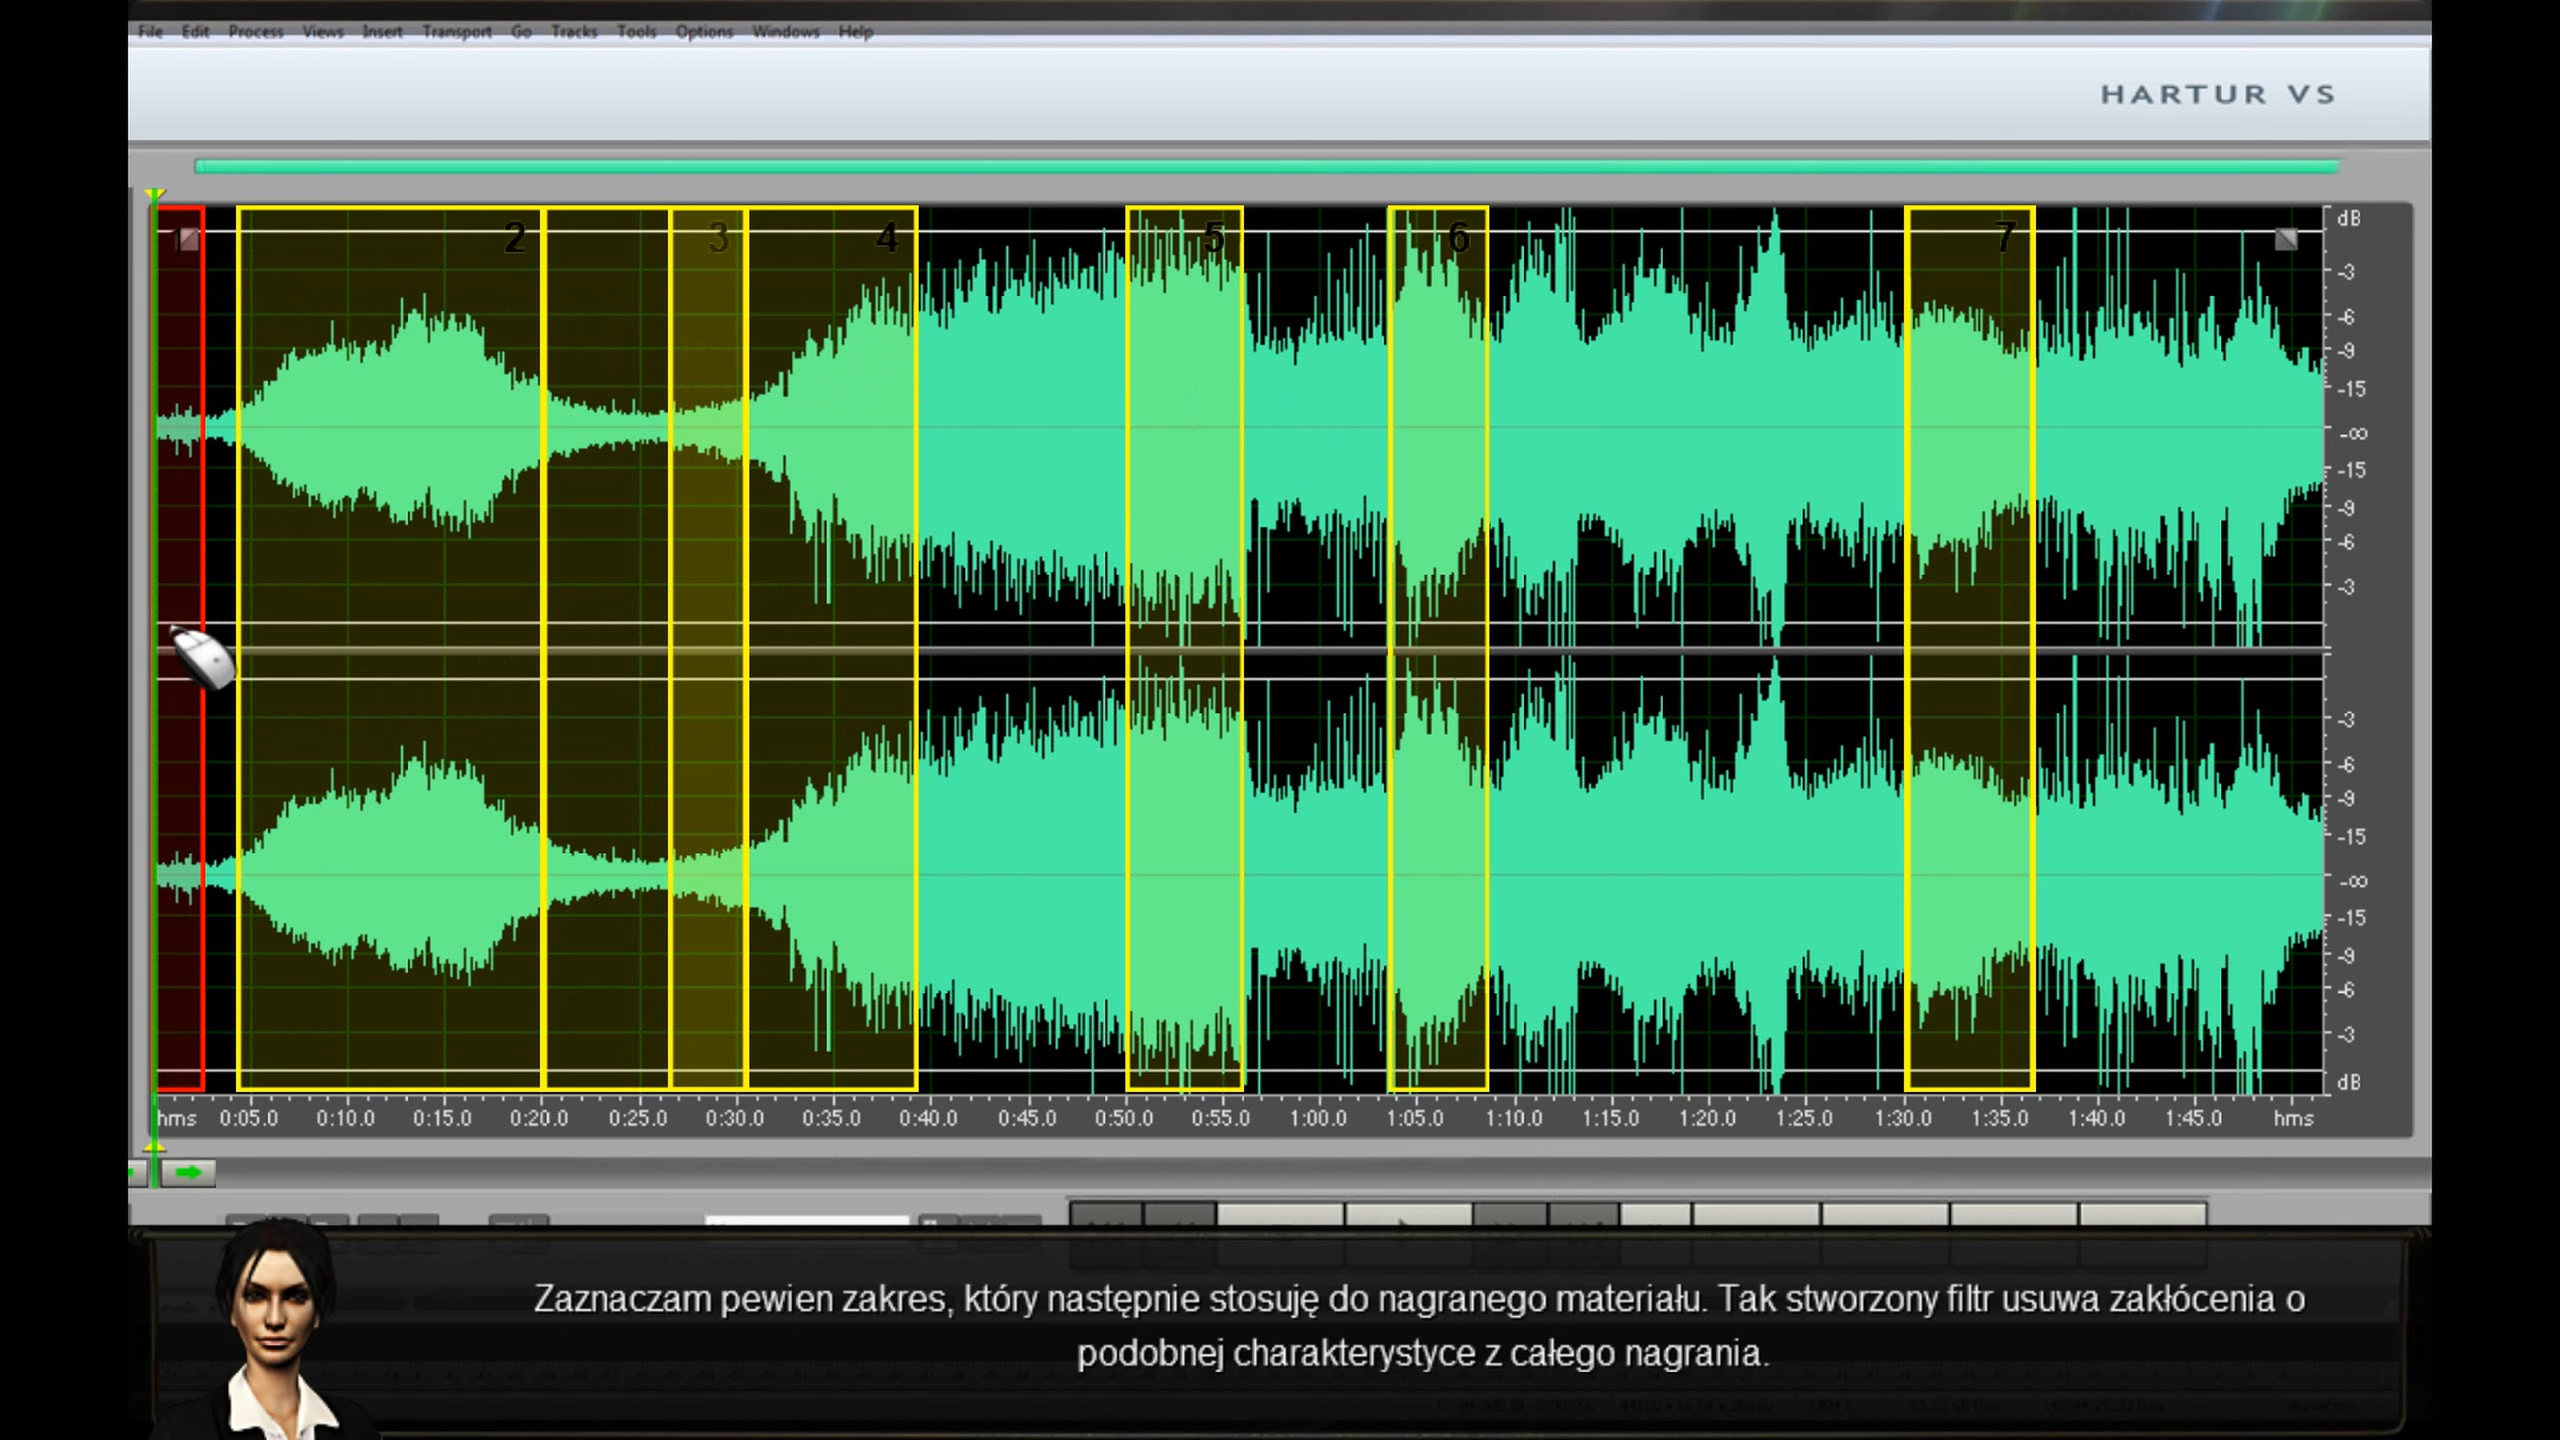 File Edit Process Views Insert Transport Go Tracks Tools Options Windows Help
HARTUR VS
1 2 3 4 5 6 7
dB
-3
-6
-9
-15
-∞
-15
-9
-6
-3
-3
-6
-9
-15
-∞
-15
-9
-6
-3
dB
hms 0:05.0 0:10.0 0:15.0 0:20.0 0:25.0 0:30.0 0:35.0 0:40.0 0:45.0 0:50.0 0:55.0 1:00.0 1:05.0 1:10.0 1:15.0 1:20.0 1:25.0 1:30.0 1:35.0 1:40.0 1:45.0 hms
Zaznaczam pewien zakres, który następnie stosuję do nagranego materiału. Tak stworzony filtr usuwa zakłócenia o
podobnej charakterystyce z całego nagrania.